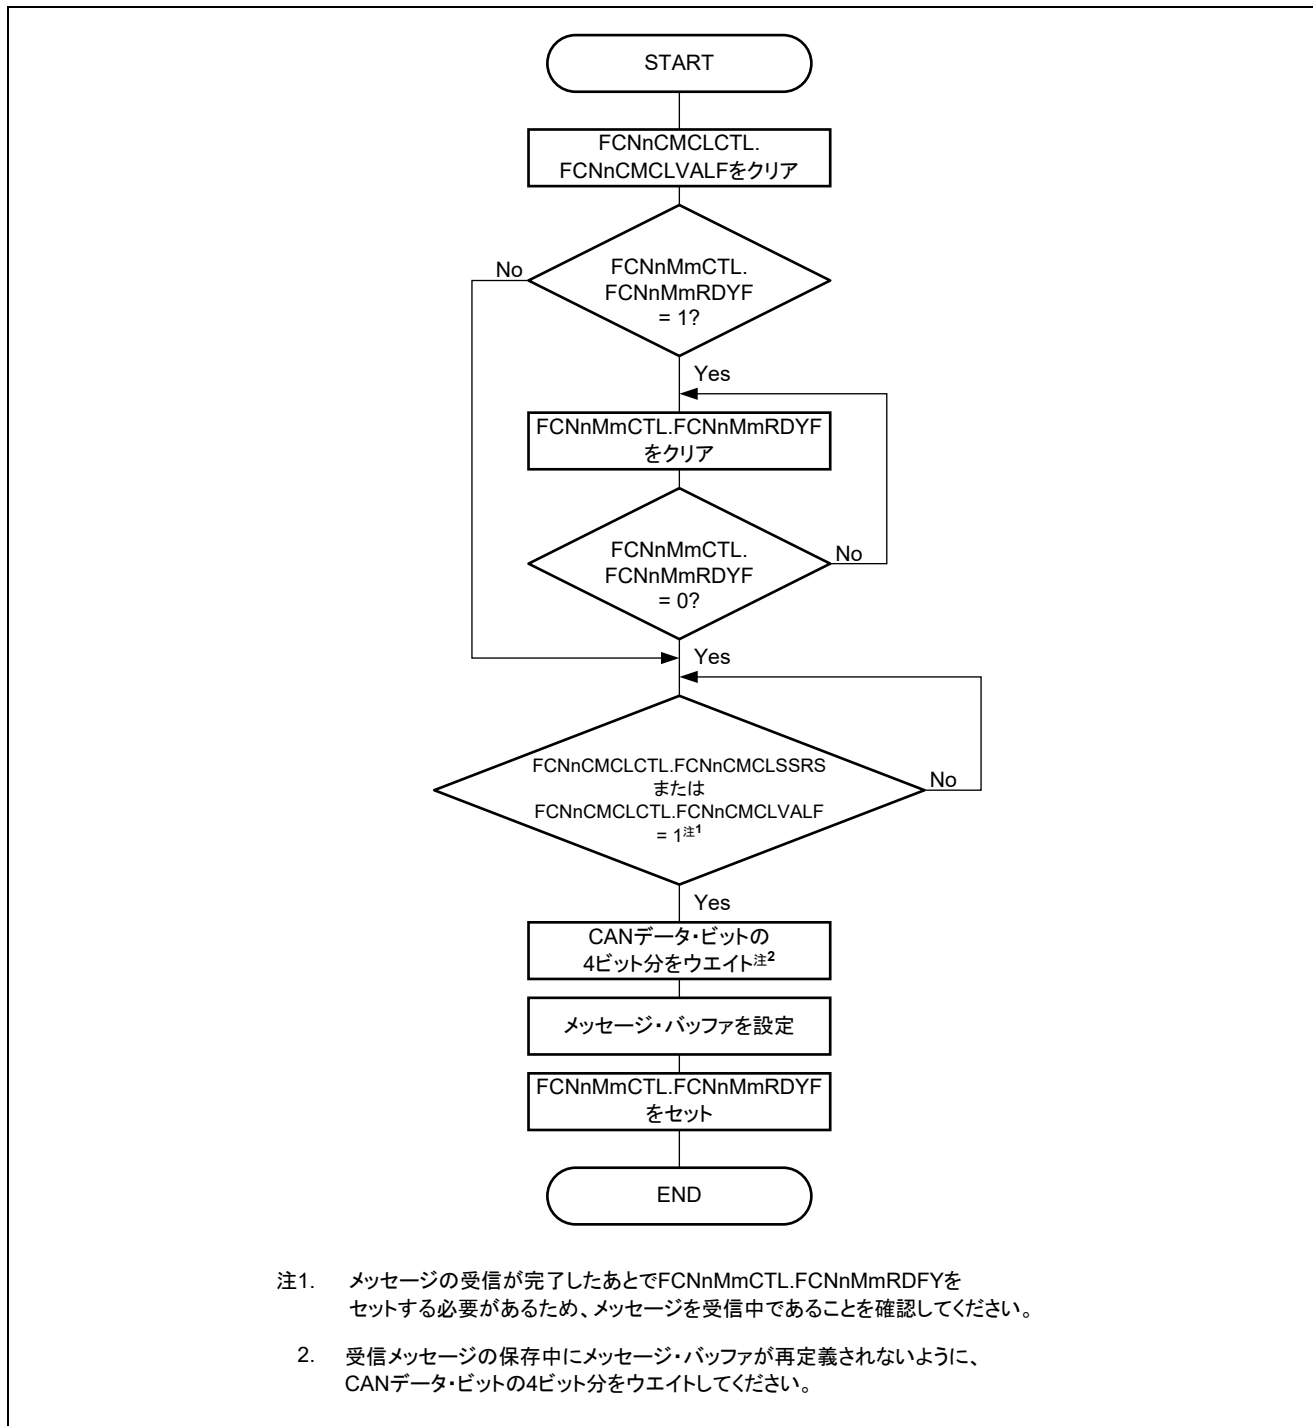 START
FCNnCMCLCTL.
FCNnCMCLVALFをクリア
No
FCNnMmCTL.
FCNnMmRDYF
= 1?
Yes
FCNnMmCTL.FCNnMmRDYF
をクリア
FCNnMmCTL.
FCNnMmRDYF
= 0?
No
Yes
FCNnCMCLCTL.FCNnCMCLSSRS
または
FCNnCMCLCTL.FCNnCMCLVALF
= 1注1
No
Yes
CANデータ・ビットの
4ビット分をウエイト注2
メッセージ・バッファを設定
FCNnMmCTL.FCNnMmRDYF
をセット
END
注1. メッセージの受信が完了したあとでFCNnMmCTL.FCNnMmRDFYを
セットする必要があるため、メッセージを受信中であることを確認してください。
2. 受信メッセージの保存中にメッセージ・バッファが再定義されないように、
CANデータ・ビットの4ビット分をウエイトしてください。